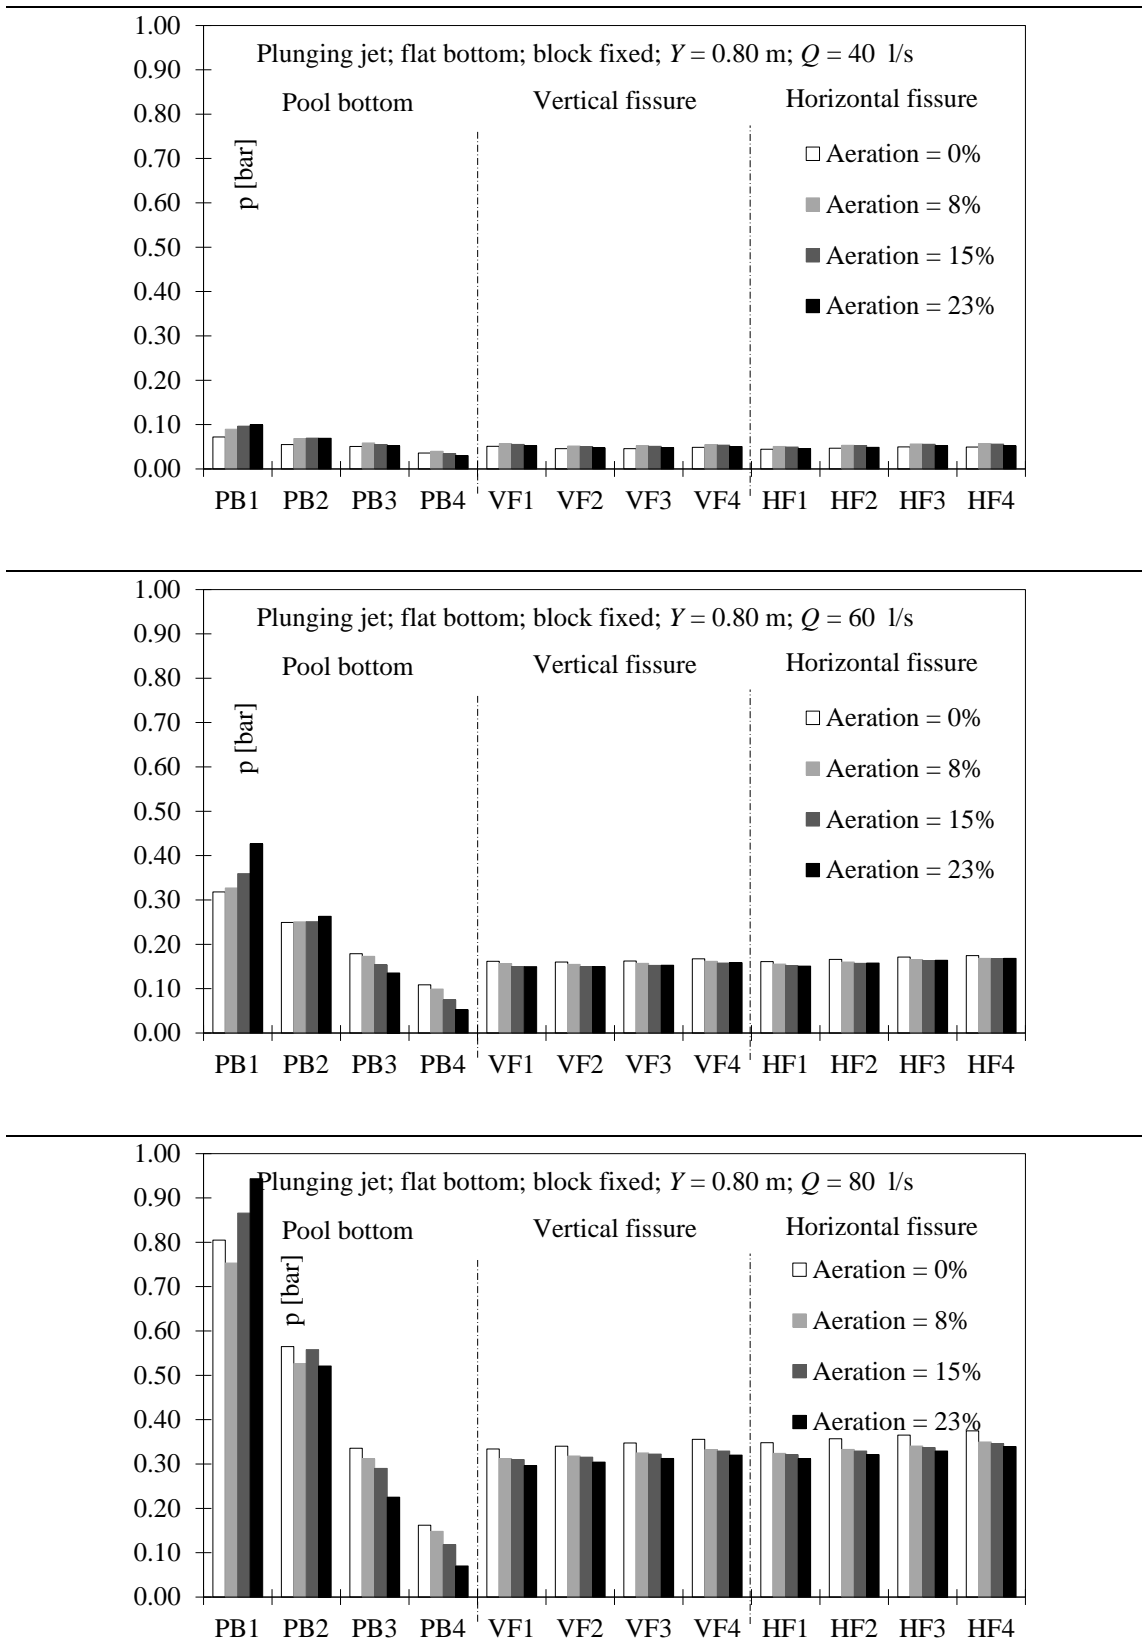 1.00
Plunging jet; flat bottom; block fixed; Y = 0.80 m; Q = 40 l/s
0.90
Pool bottom Vertical fissure Horizontal fissure
0.80
p [bar]
0.70
Aeration = 0%
0.60
Aeration = 8%
0.50
Aeration = 15%
0.40
Aeration = 23%
0.30
0.20
0.10
0.00
PB1 PB2 PB3 PB4 VF1 VF2 VF3 VF4 HF1 HF2 HF3 HF4
1.00
Plunging jet; flat bottom; block fixed; Y = 0.80 m; Q = 60 l/s
0.90
Pool bottom Vertical fissure Horizontal fissure
0.80
p [bar]
0.70
Aeration = 0%
0.60
Aeration = 8%
0.50
Aeration = 15%
0.40
Aeration = 23%
0.30
0.20
0.10
0.00
PB1 PB2 PB3 PB4 VF1 VF2 VF3 VF4 HF1 HF2 HF3 HF4
1.00
Plunging jet; flat bottom; block fixed; Y = 0.80 m; Q = 80 l/s
0.90
Pool bottom Vertical fissure Horizontal fissure
0.80
p [bar]
Aeration = 0%
0.70
Aeration = 8%
0.60
Aeration = 15%
0.50
Aeration = 23%
0.40
0.30
0.20
0.10
0.00
PB1 PB2 PB3 PB4 VF1 VF2 VF3 VF4 HF1 HF2 HF3 HF4